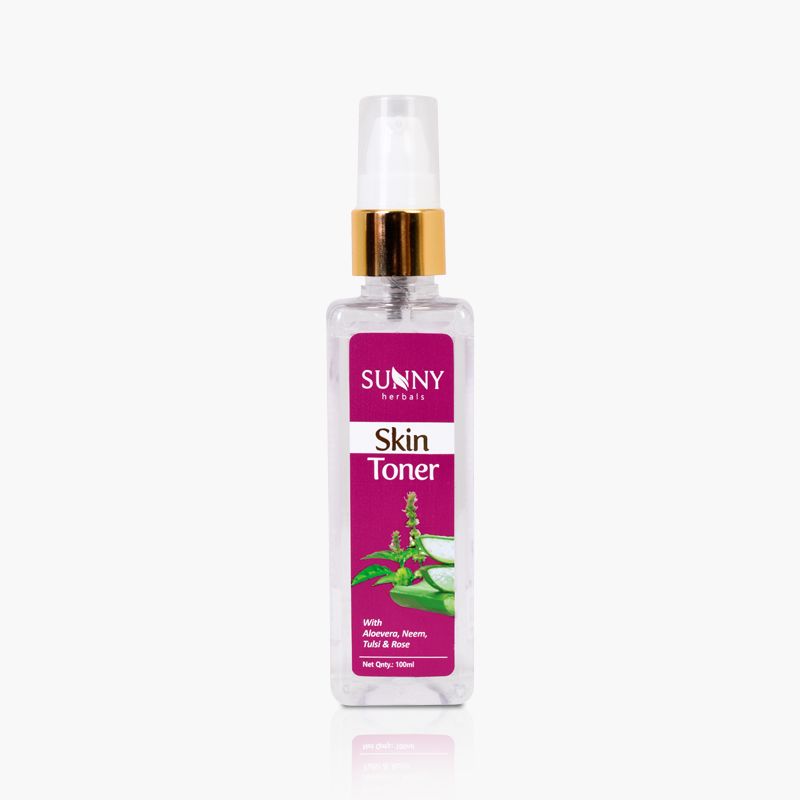 SUNNY
herbals
Skin
Toner
With
Aloevera, Neem,
Tulsi & Rose
Net Qnty.: 100ml